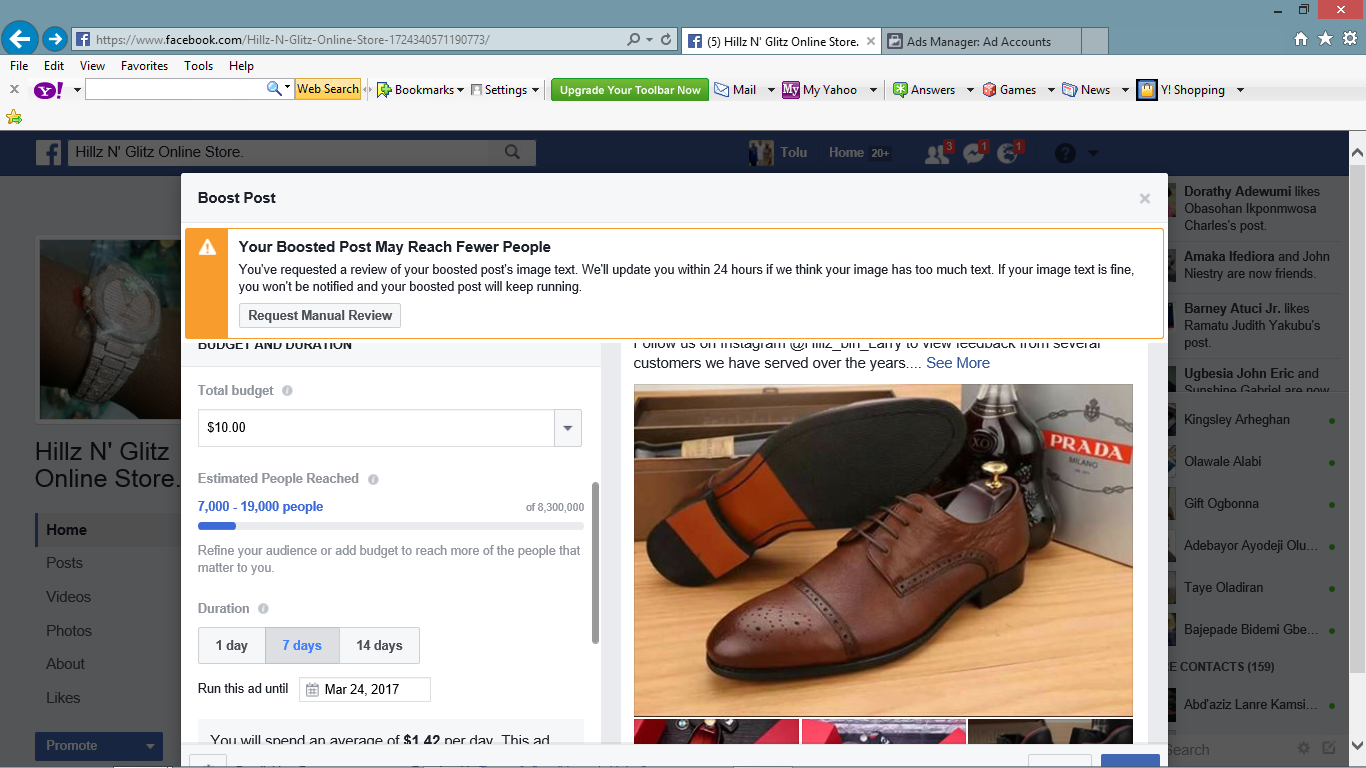 https://www.facebook.com/Hillz-N-Glitz-Online-Store-1724340571190773/
(5) Hillz N' Glitz Online Store.
Ads Manager: Ad Accounts
File Edit View Favorites Tools Help
Y! Web Search Bookmarks Settings Upgrade Your Toolbar Now Mail My Yahoo Answers Games News Y! Shopping
Hillz N' Glitz Online Store.
Tolu Home 20+ 3 1 1 ?
Boost Post
Your Boosted Post May Reach Fewer People
You've requested a review of your boosted post's image text. We'll update you within 24 hours if we think your image has too much text. If your image text is fine,
you won't be notified and your boosted post will keep running.
Request Manual Review
BUDGET AND DURATION
Total budget
$10.00
Estimated People Reached
7,000 - 19,000 people
of 8,300,000
Refine your audience or add budget to reach more of the people that
matter to you.
Duration
1 day 7 days 14 days
Run this ad until Mar 24, 2017
You will spend an average of $1.42 per day. This ad
Follow us on Instagram @Hillz_bin_Larry to view feedback from several
customers we have served over the years.... See More
XO
PRADA
MILANO
Hillz N' Glitz
Online Store.
Home
Posts
Videos
Photos
About
Likes
Promote
Dorathy Adewumi likes
Obasohan Ikponmwosa
Charles's post.
Amaka Ifediora and John
Niestry are now friends.
Barney Atuci Jr. likes
Ramatu Judith Yakubu's
post.
Ugbesia John Eric and
Sunshine Gabriel are now
Kingsley Arheghan
Olawale Alabi
Gift Ogbonna
Adebayor Ayodeji Olu...
Taye Oladiran
Bajepade Bidemi Gbe...
E CONTACTS (159)
Abd'aziz Lanre Kamsi...
Search